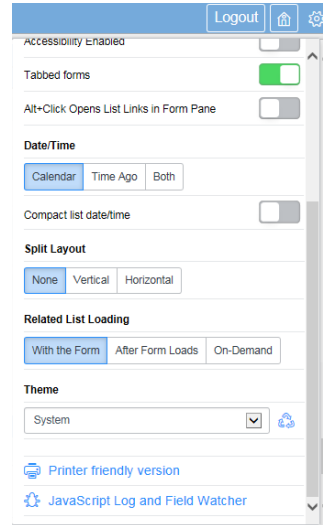 Logout
Accessibility Enabled
Tabbed forms
Alt+Click Opens List Links in Form Pane
Date/Time
Calendar Time Ago Both
Compact list date/time
Split Layout
None Vertical Horizontal
Related List Loading
With the Form After Form Loads On-Demand
Theme
System
Printer friendly version
JavaScript Log and Field Watcher